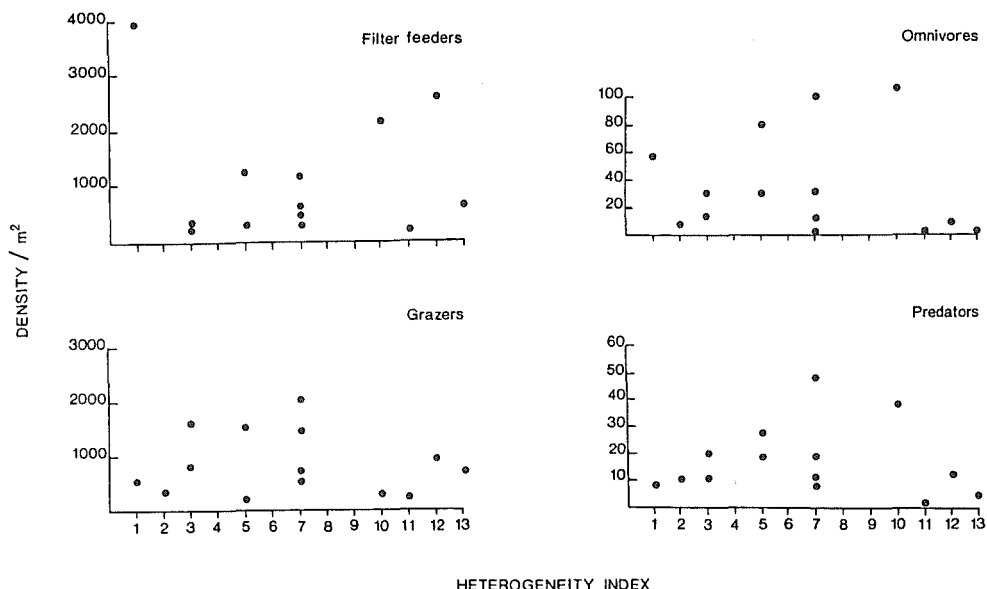 Filter feeders
4000
3000
2000
1000
Omnivores
100
80
60
40
20
DENSITY / m²
Grazers
3000
2000
1000
1 2 3 4 5 6 7 8 9 10 11 12 13
Predators
60
50
40
30
20
10
1 2 3 4 5 6 7 8 9 10 11 12 13
HETEROGENEITY INDEX